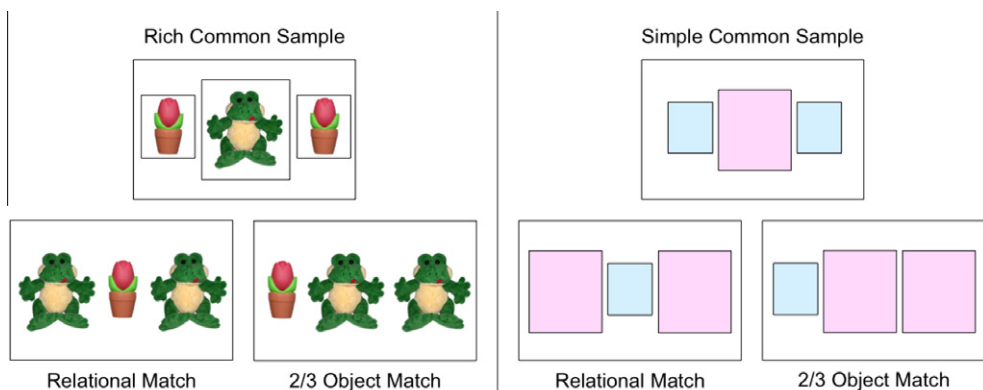 Rich Common Sample
Simple Common Sample
Relational Match
2/3 Object Match
Relational Match
2/3 Object Match